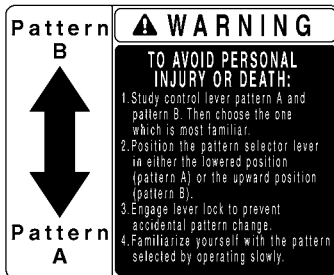 Pattern
B
Pattern
A
WARNING
TO AVOID PERSONAL
INJURY OR DEATH:
1.Study control lever pattern A and
pattern B. Then choose the one
which is most familiar.
2.Position the pattern selector lever
in either the lowered position
(pattern A) or the upward position
(pattern B).
3.Engage lever lock to prevent
accidental pattern change.
4.Familiarize yourself with the pattern
selected by operating slowly.